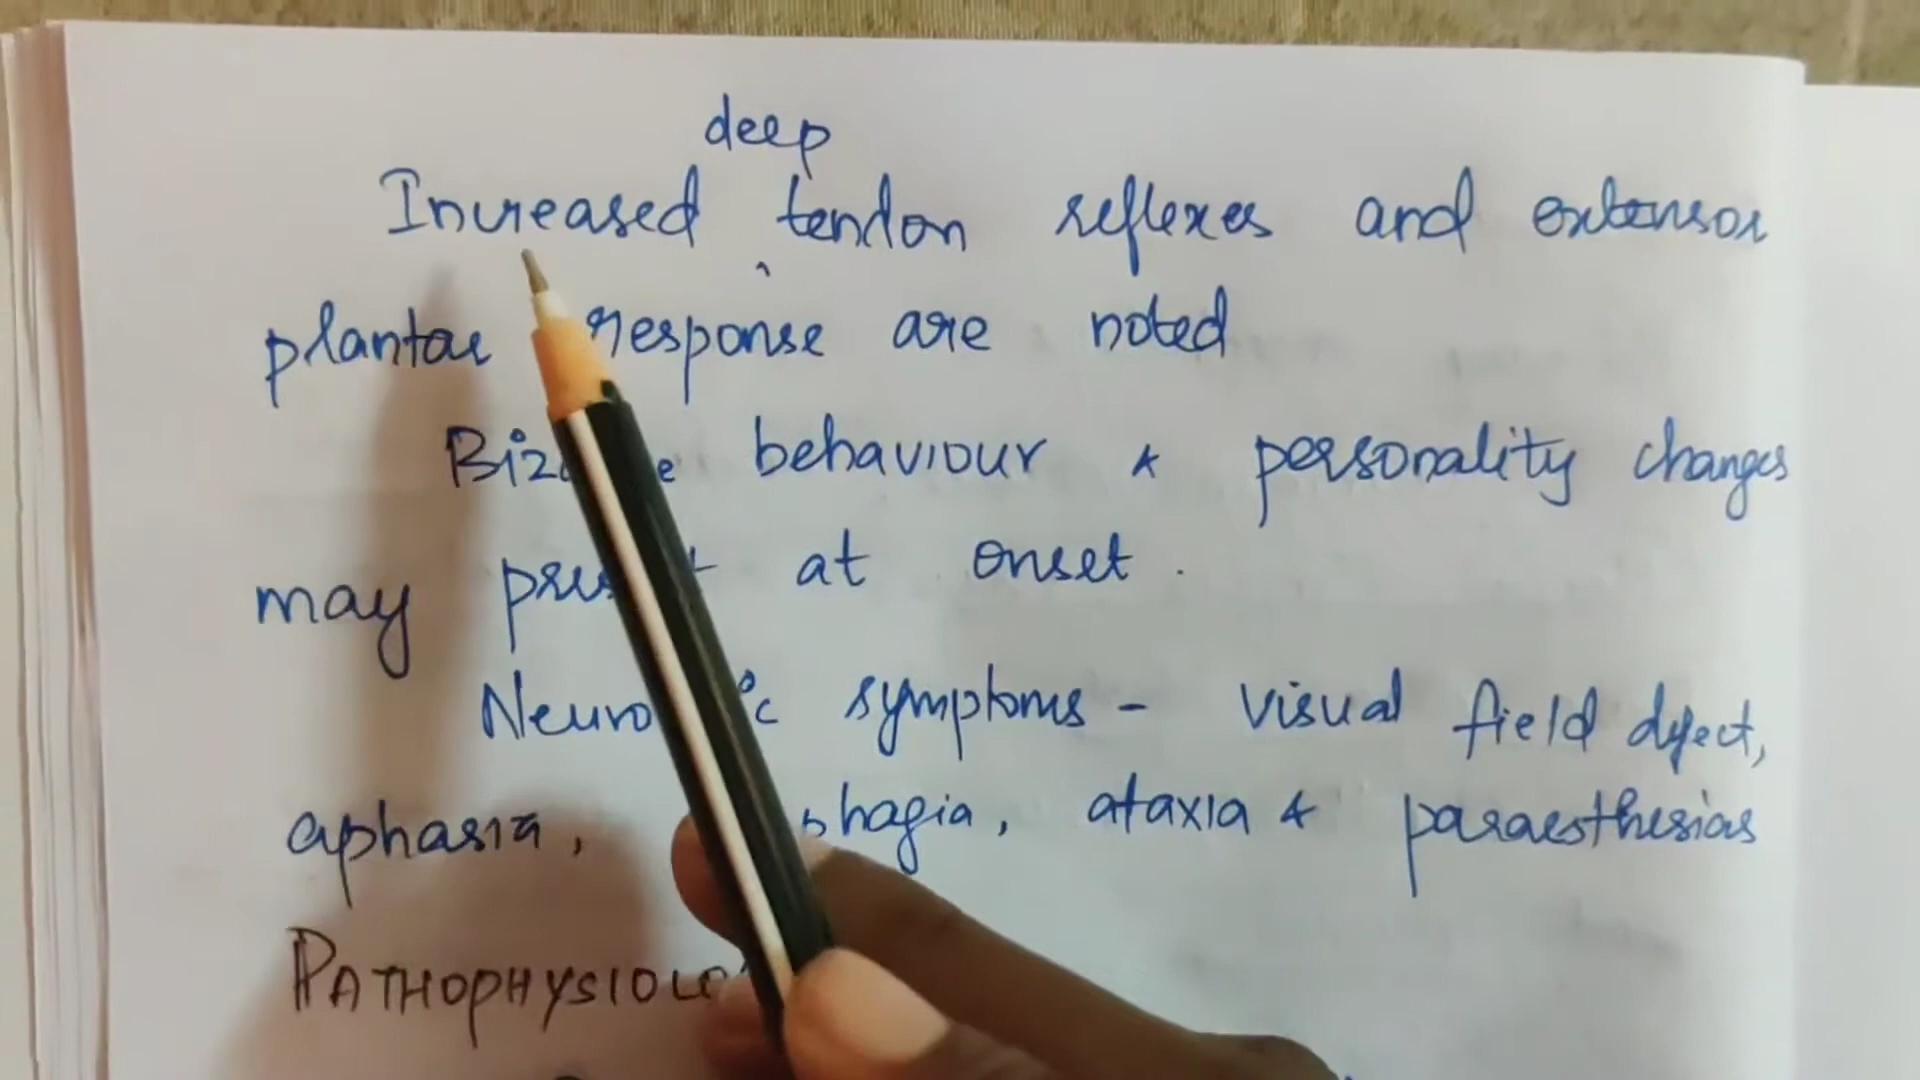 deep
Increased tendon reflexes and extensor
plantar response are noted
behaviour & personality changes
may at onset.
symptoms - visual field defect,
aphasia, ataxia & paraesthesias